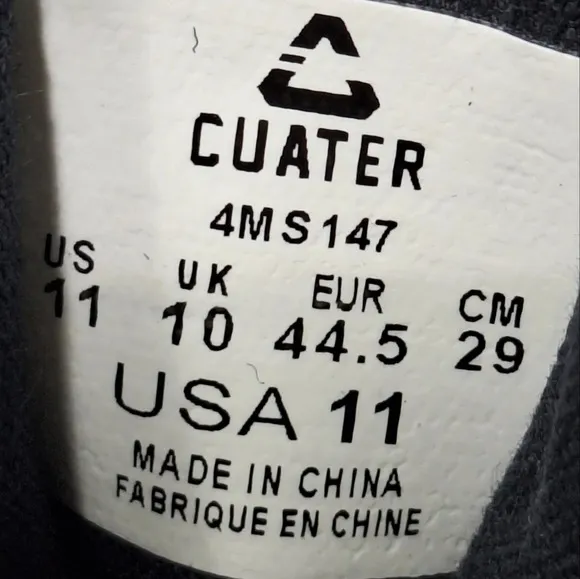 CUATER
4MS147
US UK EUR CM
11 10 44.5 29
USA 11
MADE IN CHINA
FABRIQUE EN CHINE